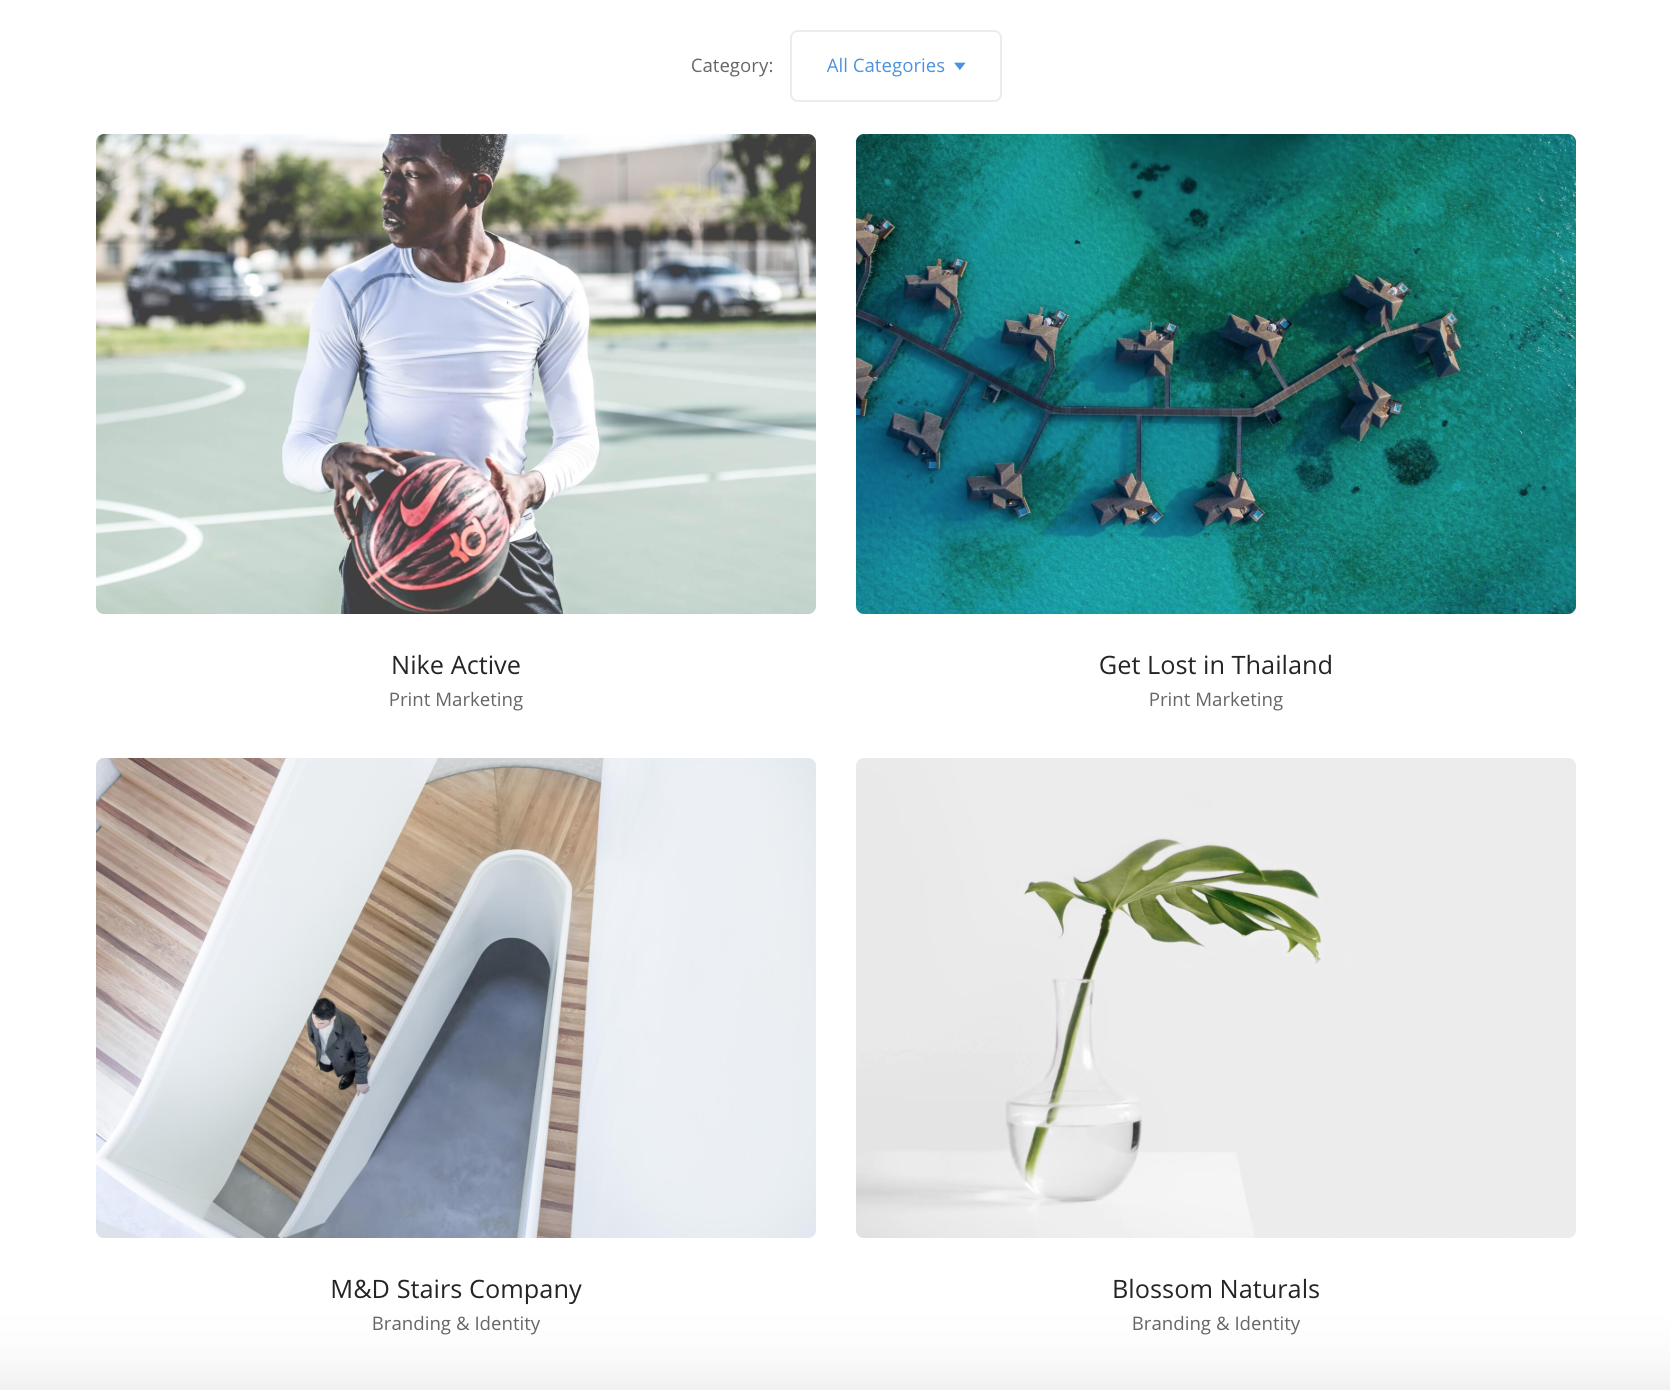 Category: All Categories
Nike Active
Print Marketing
Get Lost in Thailand
Print Marketing
M&D Stairs Company
Branding & Identity
Blossom Naturals
Branding & Identity